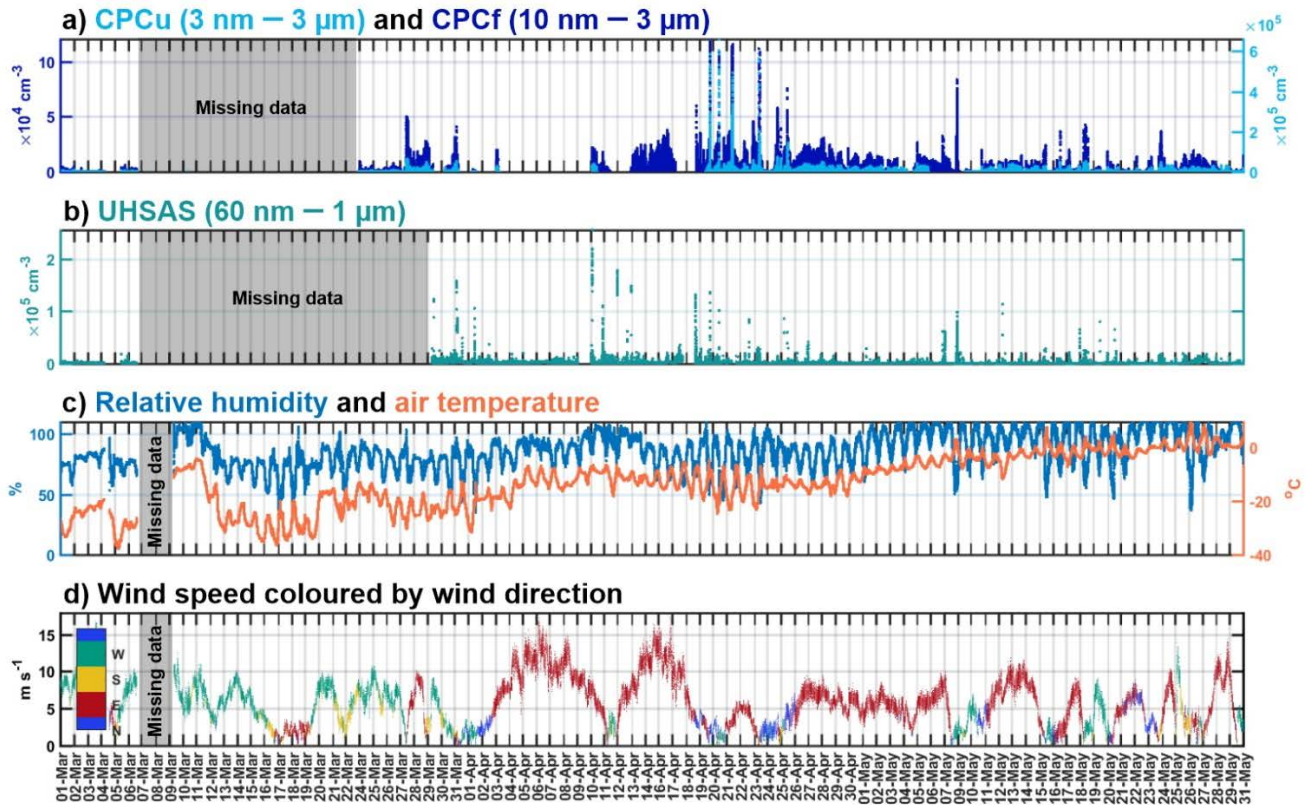 a) CPCu (3 nm – 3 µm) and CPCf (10 nm – 3 µm)
×10⁵
10
5
0
×10⁴ cm⁻³
Missing data
6
4
2
0
×10⁵ cm⁻³
b) UHSAS (60 nm – 1 µm)
2
1
0
×10⁵ cm⁻³
Missing data
c) Relative humidity and air temperature
100
50
0
%
Missing data
0
-20
-40
°C
d) Wind speed coloured by wind direction
15
10
5
0
m s⁻¹
W
S
E
N
Missing data
01-Mar
02-Mar
03-Mar
04-Mar
05-Mar
06-Mar
07-Mar
08-Mar
09-Mar
10-Mar
11-Mar
12-Mar
13-Mar
14-Mar
15-Mar
16-Mar
17-Mar
18-Mar
19-Mar
20-Mar
21-Mar
22-Mar
23-Mar
24-Mar
25-Mar
26-Mar
27-Mar
28-Mar
29-Mar
31-Mar
01-Apr
02-Apr
03-Apr
04-Apr
05-Apr
06-Apr
07-Apr
08-Apr
09-Apr
10-Apr
11-Apr
12-Apr
13-Apr
14-Apr
15-Apr
16-Apr
17-Apr
19-Apr
20-Apr
21-Apr
22-Apr
23-Apr
24-Apr
25-Apr
26-Apr
27-Apr
28-Apr
29-Apr
30-Apr
01-May
02-May
03-May
04-May
05-May
06-May
07-May
09-May
10-May
11-May
12-May
13-May
14-May
15-May
16-May
17-May
18-May
19-May
20-May
21-May
22-May
23-May
24-May
25-May
26-May
27-May
28-May
29-May
31-May